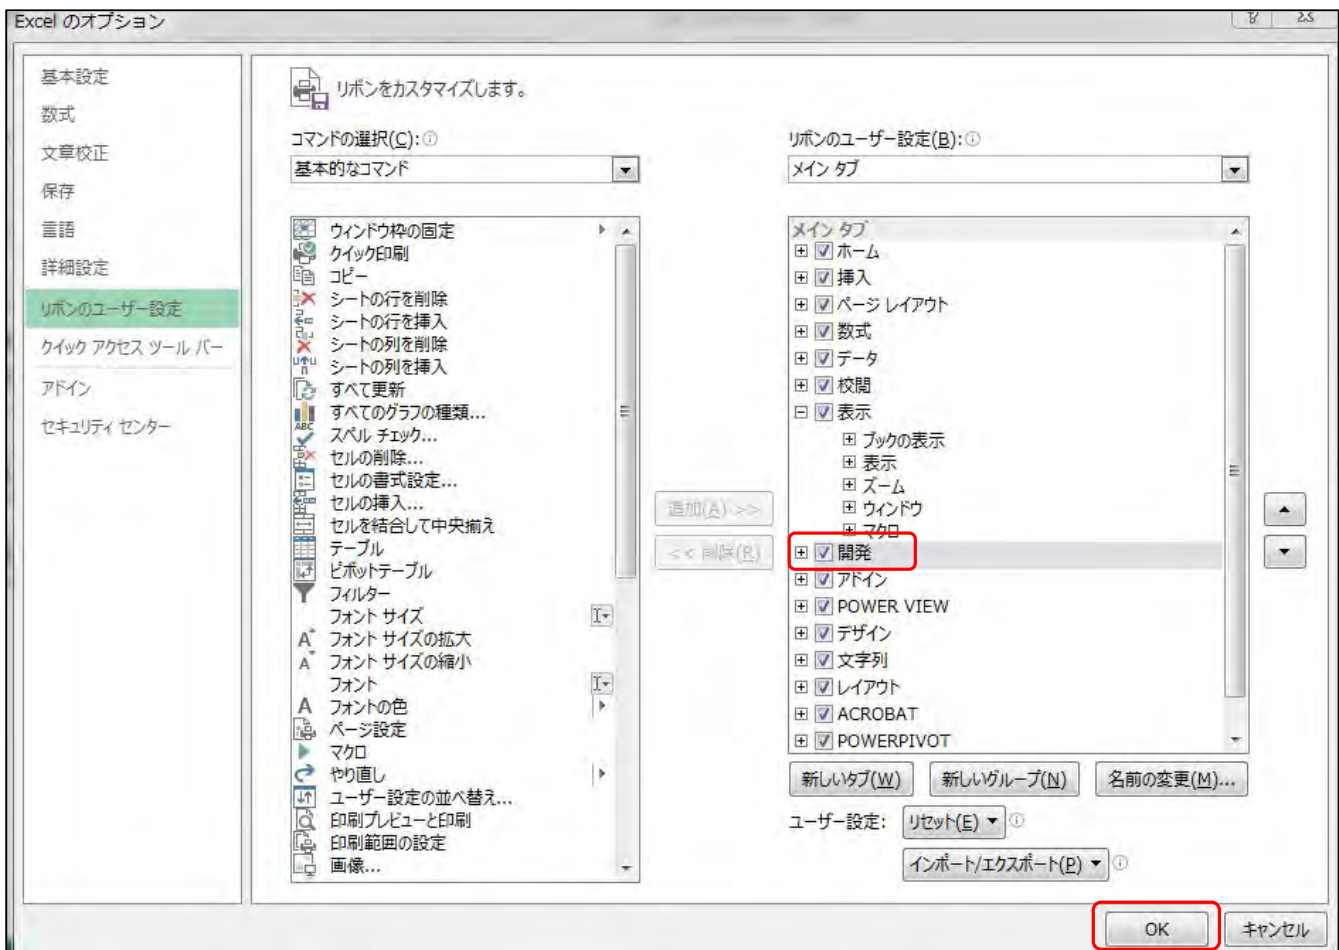 Excel のオプション
基本設定
数式
文章校正
保存
言語
詳細設定
リボンのユーザー設定
クイック アクセス ツール バー
アドイン
セキュリティ センター
リボンをカスタマイズします。
コマンドの選択(C):
基本的なコマンド
ウィンドウ枠の固定
クイック印刷
コピー
シートの行を削除
シートの行を挿入
シートの列を削除
シートの列を挿入
すべて更新
すべてのグラフの種類...
スペル チェック...
セルの削除...
セルの書式設定...
セルの挿入...
セルを結合して中央揃え
テーブル
ピボットテーブル
フィルター
フォント サイズ
フォント サイズの拡大
フォント サイズの縮小
フォント
フォントの色
ページ設定
マクロ
やり直し
ユーザー設定の並べ替え...
印刷プレビューと印刷
印刷範囲の設定
画像...
追加(A) >>
<< 削除(R)
リボンのユーザー設定(B):
メイン タブ
メイン タブ
ホーム
挿入
ページ レイアウト
数式
データ
校閲
表示
ブックの表示
表示
ズーム
ウィンドウ
マクロ
開発
アドイン
POWER VIEW
デザイン
文字列
レイアウト
ACROBAT
POWERPIVOT
新しいタブ(W)
新しいグループ(N)
名前の変更(M)...
ユーザー設定:
リセット(E)
インポート/エクスポート(P)
OK
キャンセル